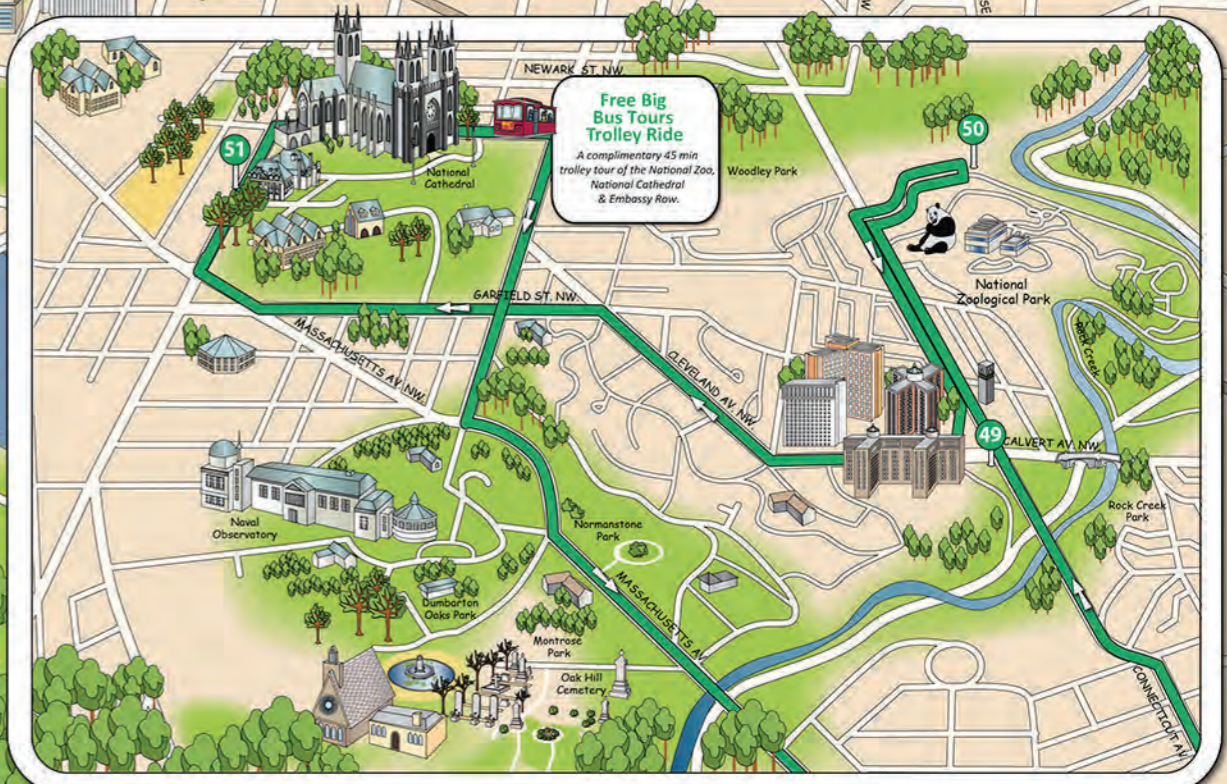 NEWARK ST. NW.
Free Big
Bus Tours
Trolley Ride
A complimentary 45 min
trolley tour of the National Zoo,
National Cathedral
& Embassy Row.
50
51
National
Cathedral
Woodley Park
National
Zoological Park
GARFIELD ST. NW.
MASSACHUSETTS AV. NW.
CLEVELAND AV. NW.
Rock Creek
49
CALVERT AV. NW.
Rock Creek
Park
Naval
Observatory
Normanstone
Park
MASSACHUSETTS AV
Dumbarton
Oaks Park
Montrose
Park
Oak Hill
Cemetery
CONNECTICUT AV